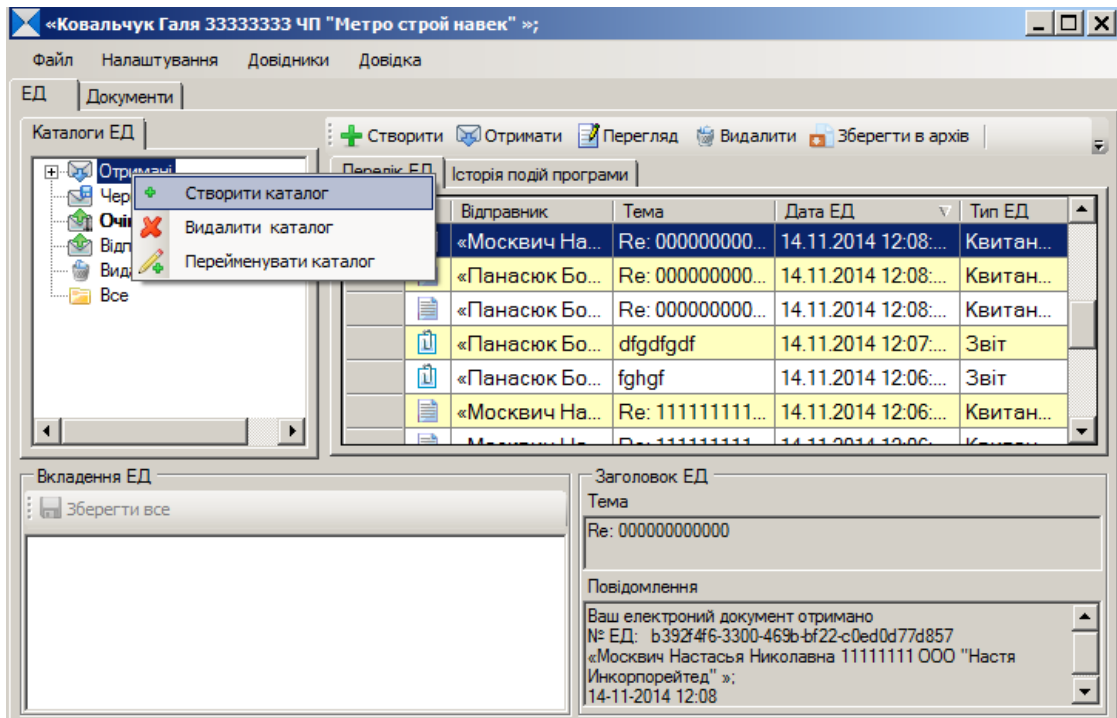 «Ковальчук Галя 33333333 ЧП "Метро строй навек" »;
Файл Налаштування Довідники Довідка
ЕД Документи
Каталоги ЕД
Створити Отримати Перегляд Видалити Зберегти в архів
Отримані
Створити каталог
Видалити каталог
Перейменувати каталог
Все
Перелік ЕД Історія подій програми
Відправник Тема Дата ЕД Тип ЕД
«Москвич На... Re: 000000000... 14.11.2014 12:08:... Квитан...
«Панасюк Бо... Re: 000000000... 14.11.2014 12:08:... Квитан...
«Панасюк Бо... Re: 000000000... 14.11.2014 12:08:... Квитан...
«Панасюк Бо... dfgdfgdf 14.11.2014 12:07:... Звіт
«Панасюк Бо... fghgf 14.11.2014 12:06:... Звіт
«Москвич На... Re: 111111111... 14.11.2014 12:06:... Квитан...
Вкладення ЕД
Зберегти все
Заголовок ЕД
Тема
Re: 000000000000
Повідомлення
Ваш електроний документ отримано
№ ЕД: b392f4f6-3300-469b-bf22-c0ed0d77d857
«Москвич Настасья Николавна 11111111 ООО "Настя
Инкорпорейтед" »;
14-11-2014 12:08